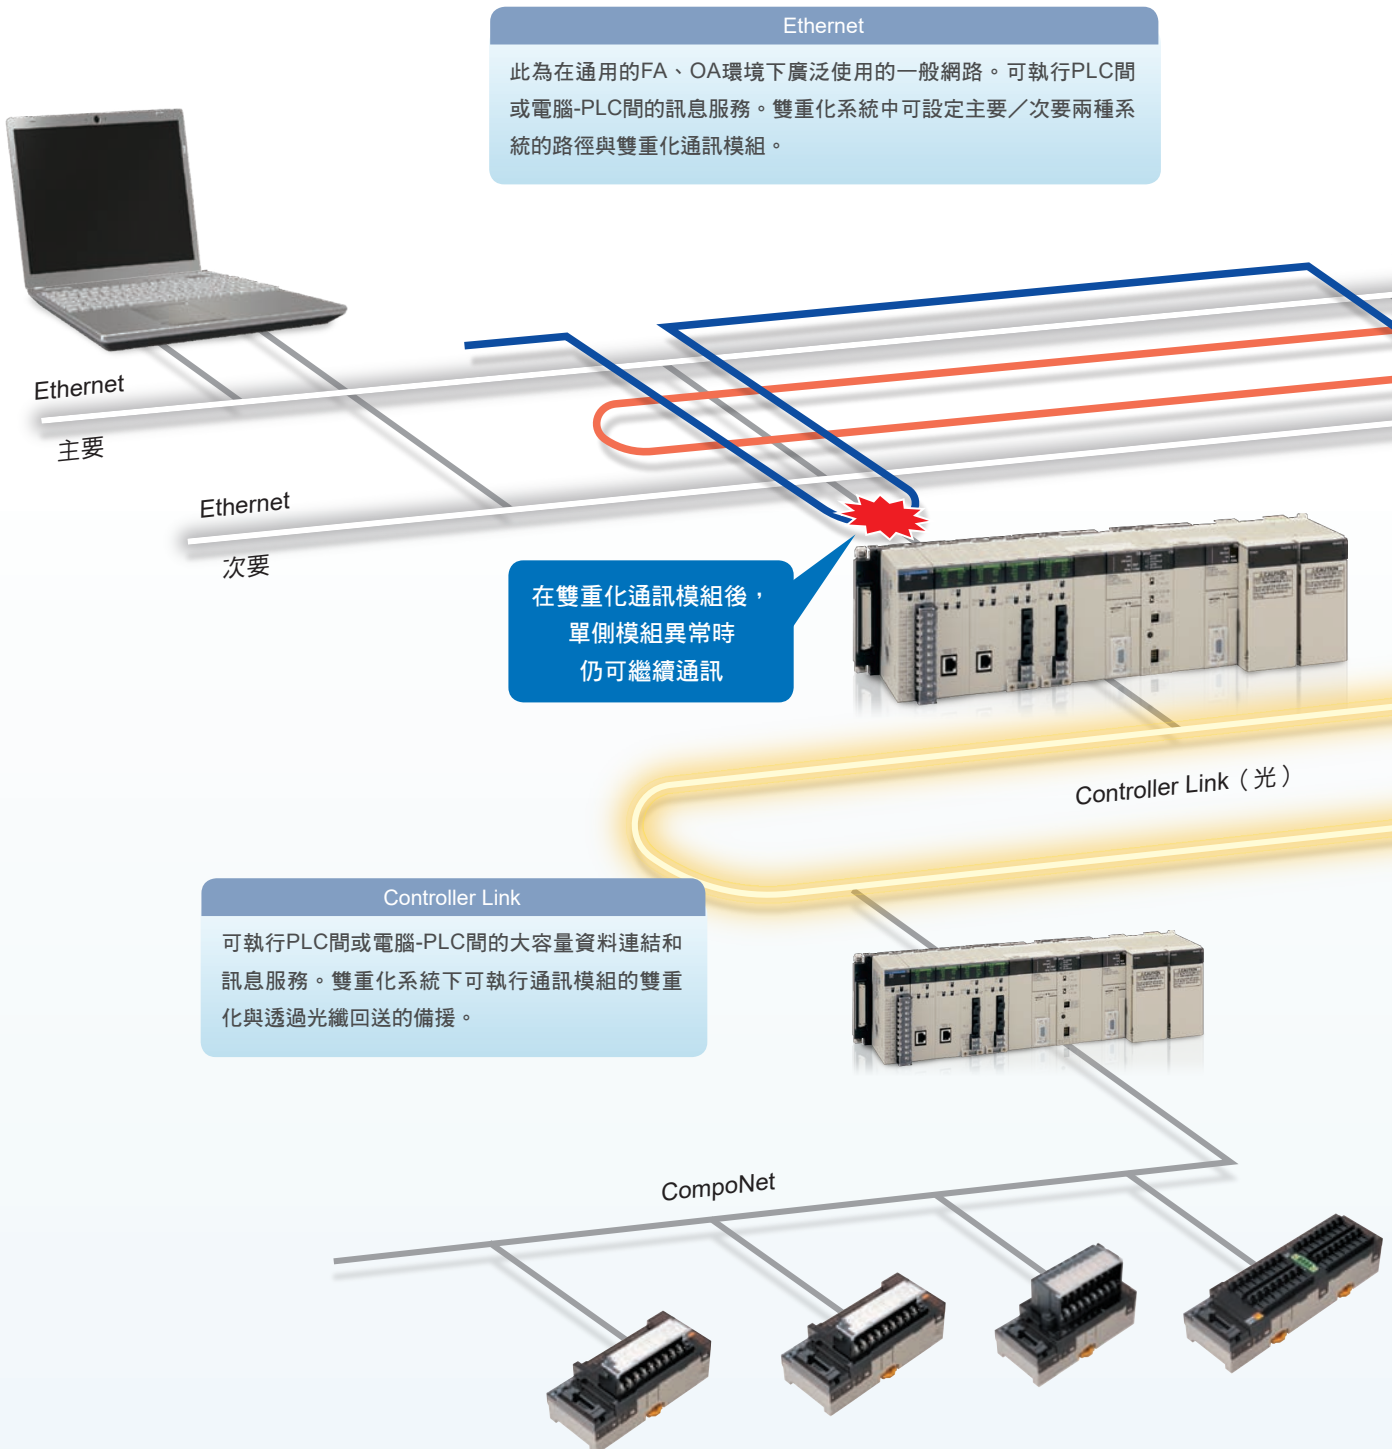 Ethernet
此為在通用的FA、OA環境下廣泛使用的一般網路。可執行PLC間
或電腦-PLC間的訊息服務。雙重化系統中可設定主要／次要兩種系
統的路徑與雙重化通訊模組。
Ethernet
主要
Ethernet
次要
在雙重化通訊模組後，
單側模組異常時
仍可繼續通訊
Controller Link（光）
Controller Link
可執行PLC間或電腦-PLC間的大容量資料連結和
訊息服務。雙重化系統下可執行通訊模組的雙重
化與透過光纖回送的備援。
CompoNet